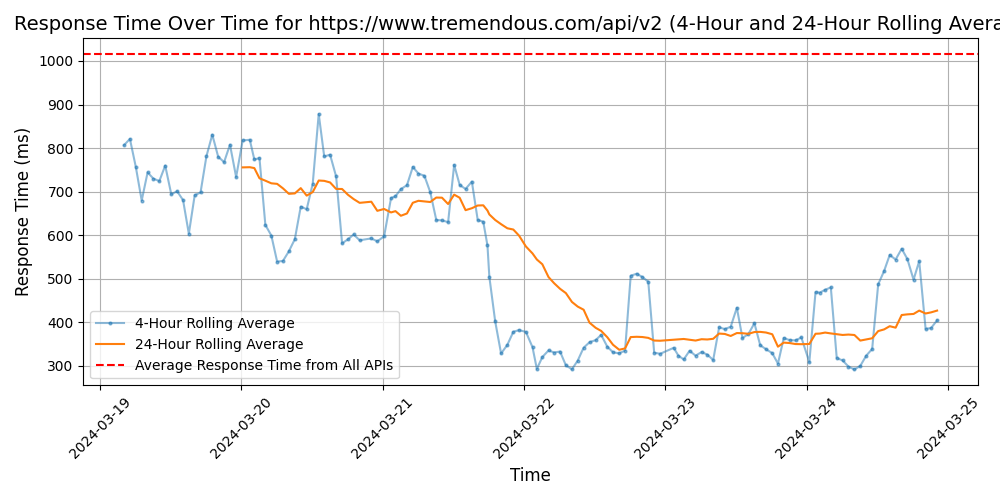 Response Time Over Time for https://www.tremendous.com/api/v2 (4-Hour and 24-Hour Rolling Avera
Response Time (ms)
1000
900
800
700
600
500
400
300
4-Hour Rolling Average
24-Hour Rolling Average
Average Response Time from All APIs
2024-03-19
2024-03-20
2024-03-21
2024-03-22
2024-03-23
2024-03-24
2024-03-25
Time